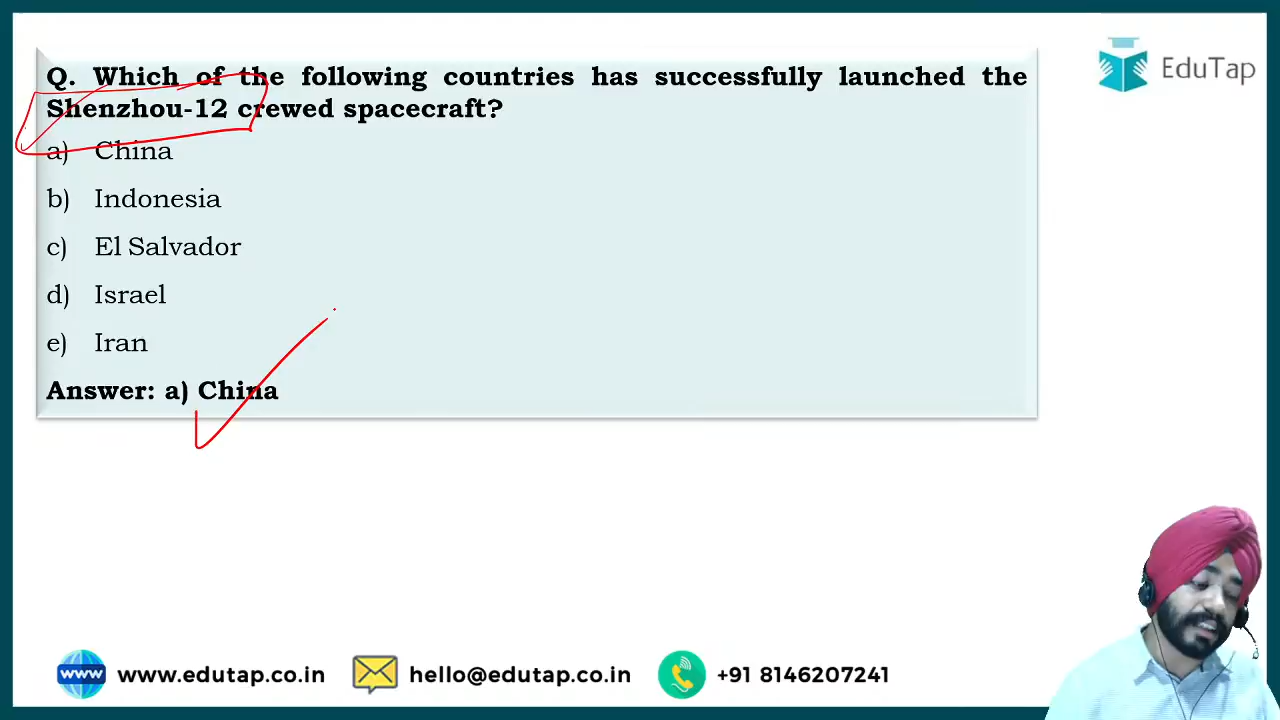 EduTap
Q. Which of the following countries has successfully launched the
Shenzhou-12 crewed spacecraft?
a) China
b) Indonesia
c) El Salvador
d) Israel
e) Iran
Answer: a) China
www www.edutap.co.in hello@edutap.co.in +91 8146207241